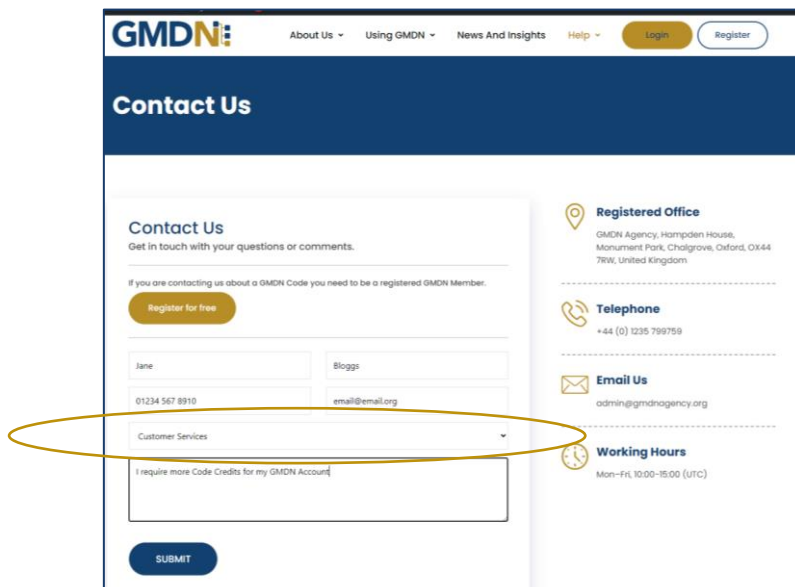 GMDN
About Us Using GMDN News And Insights Help Login Register
Contact Us
Contact Us
Get in touch with your questions or comments.
If you are contacting us about a GMDN Code you need to be a registered GMDN Member.
Register for free
Jane Bloggs
01234 567 8910 email@email.org
Customer Services
I require more Code Credits for my GMDN Account
SUBMIT
Registered Office
GMDN Agency, Hampden House,
Monument Park, Chalgrove, Oxford, OX44
7RW, United Kingdom
Telephone
+44 (0) 1235 799759
Email Us
admin@gmdnagency.org
Working Hours
Mon–Fri, 10:00–15:00 (UTC)